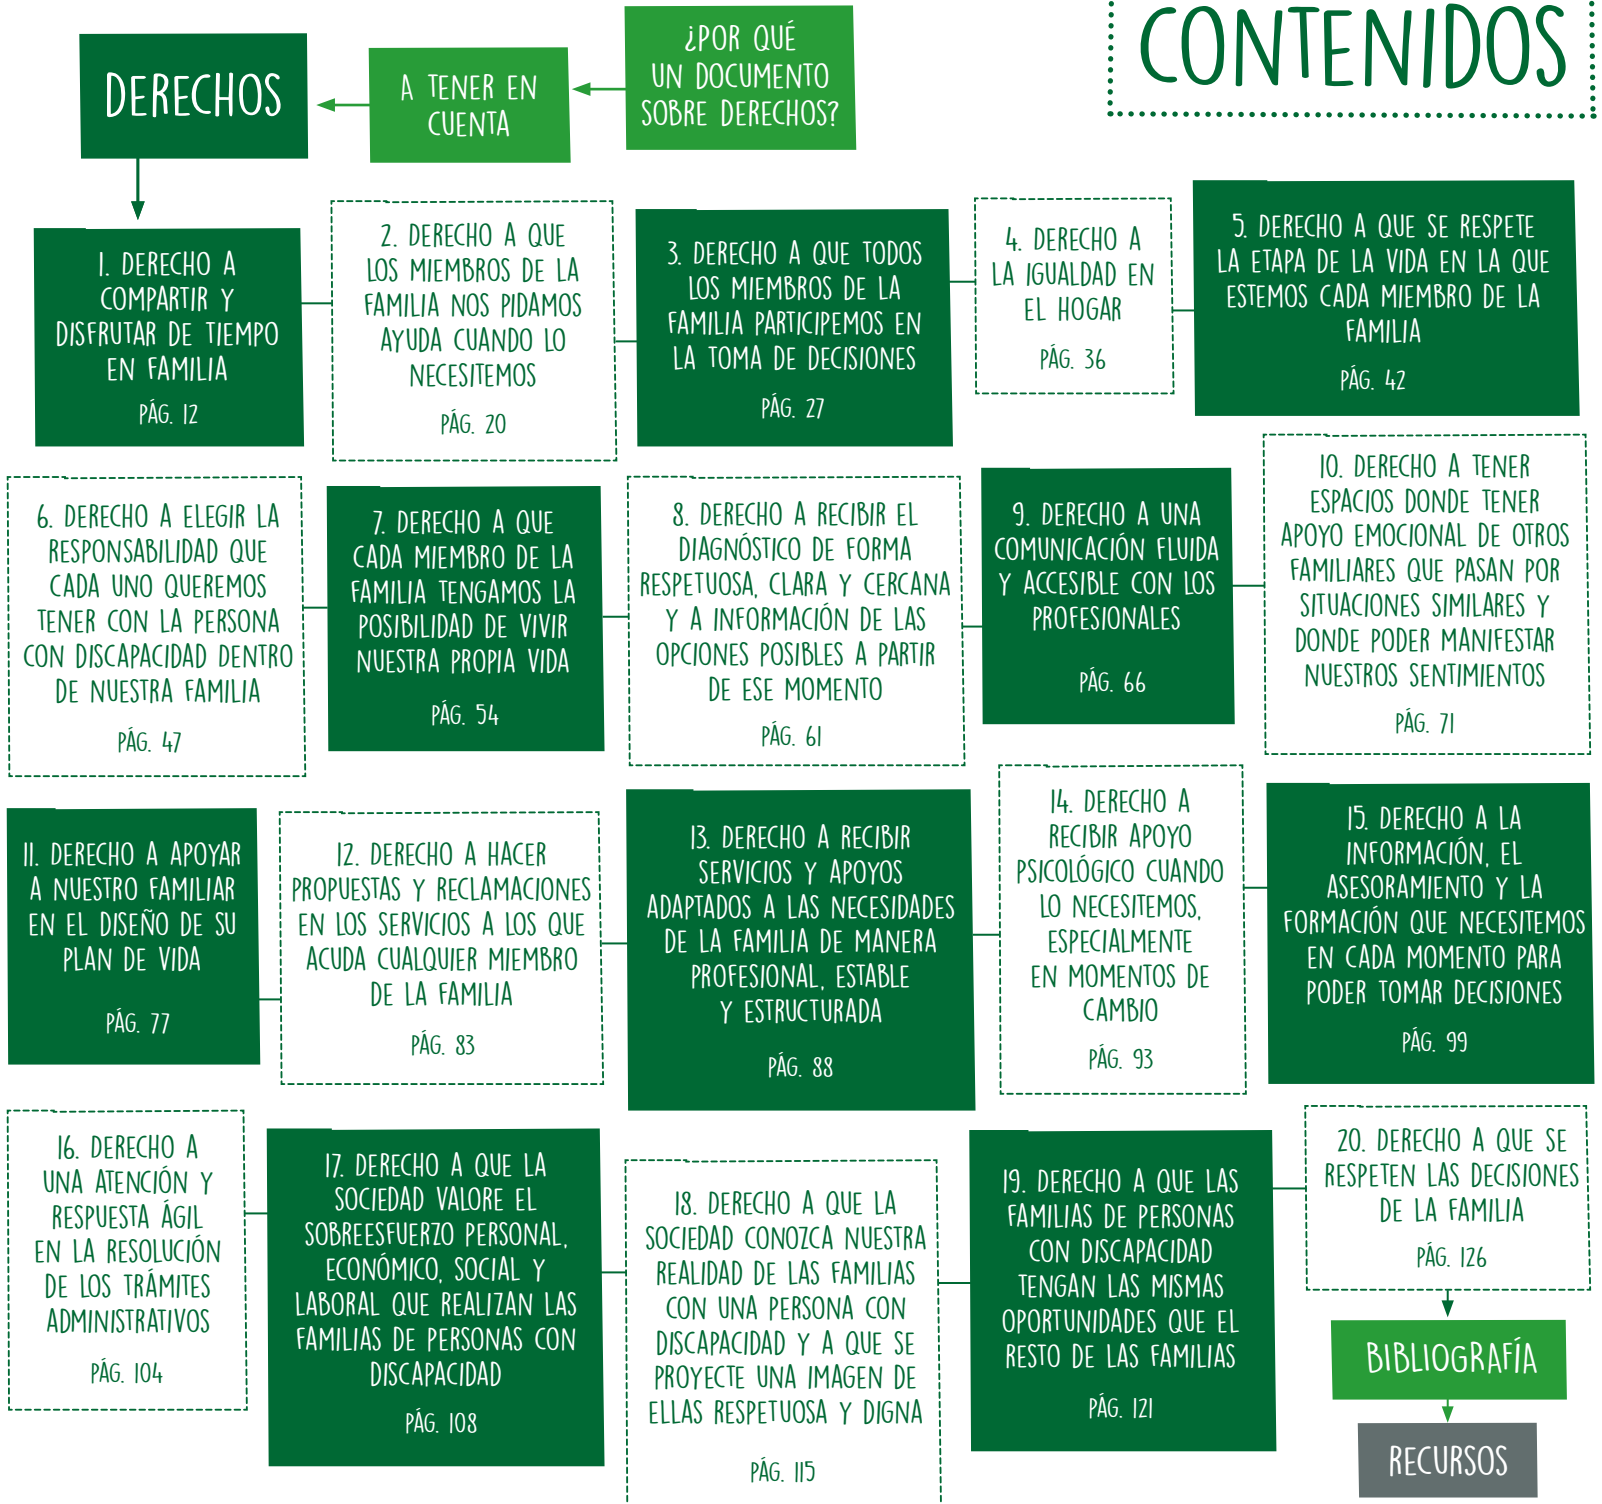 CONTENIDOS
¿POR QUÉ
UN DOCUMENTO
SOBRE DERECHOS?
A TENER EN
CUENTA
DERECHOS
1. DERECHO A
COMPARTIR Y
DISFRUTAR DE TIEMPO
EN FAMILIA
PÁG. 12
2. DERECHO A QUE
LOS MIEMBROS DE LA
FAMILIA NOS PIDAMOS
AYUDA CUANDO LO
NECESITEMOS
PÁG. 20
3. DERECHO A QUE TODOS
LOS MIEMBROS DE LA
FAMILIA PARTICIPEMOS EN
LA TOMA DE DECISIONES
PÁG. 27
4. DERECHO A
LA IGUALDAD EN
EL HOGAR
PÁG. 36
5. DERECHO A QUE SE RESPETE
LA ETAPA DE LA VIDA EN LA QUE
ESTEMOS CADA MIEMBRO DE LA
FAMILIA
PÁG. 42
6. DERECHO A ELEGIR LA
RESPONSABILIDAD QUE
CADA UNO QUEREMOS
TENER CON LA PERSONA
CON DISCAPACIDAD DENTRO
DE NUESTRA FAMILIA
PÁG. 47
7. DERECHO A QUE
CADA MIEMBRO DE LA
FAMILIA TENGAMOS LA
POSIBILIDAD DE VIVIR
NUESTRA PROPIA VIDA
PÁG. 54
8. DERECHO A RECIBIR EL
DIAGNÓSTICO DE FORMA
RESPETUOSA, CLARA Y CERCANA
Y A INFORMACIÓN DE LAS
OPCIONES POSIBLES A PARTIR
DE ESE MOMENTO
PÁG. 61
9. DERECHO A UNA
COMUNICACIÓN FLUIDA
Y ACCESIBLE CON LOS
PROFESIONALES
PÁG. 66
10. DERECHO A TENER
ESPACIOS DONDE TENER
APOYO EMOCIONAL DE OTROS
FAMILIARES QUE PASAN POR
SITUACIONES SIMILARES Y
DONDE PODER MANIFESTAR
NUESTROS SENTIMIENTOS
PÁG. 71
11. DERECHO A APOYAR
A NUESTRO FAMILIAR
EN EL DISEÑO DE SU
PLAN DE VIDA
PÁG. 77
12. DERECHO A HACER
PROPUESTAS Y RECLAMACIONES
EN LOS SERVICIOS A LOS QUE
ACUDA CUALQUIER MIEMBRO
DE LA FAMILIA
PÁG. 83
13. DERECHO A RECIBIR
SERVICIOS Y APOYOS
ADAPTADOS A LAS NECESIDADES
DE LA FAMILIA DE MANERA
PROFESIONAL, ESTABLE
Y ESTRUCTURADA
PÁG. 88
14. DERECHO A
RECIBIR APOYO
PSICOLÓGICO CUANDO
LO NECESITEMOS,
ESPECIALMENTE
EN MOMENTOS DE
CAMBIO
PÁG. 93
15. DERECHO A LA
INFORMACIÓN, EL
ASESORAMIENTO Y LA
FORMACIÓN QUE NECESITEMOS
EN CADA MOMENTO PARA
PODER TOMAR DECISIONES
PÁG. 99
16. DERECHO A
UNA ATENCIÓN Y
RESPUESTA ÁGIL
EN LA RESOLUCIÓN
DE LOS TRÁMITES
ADMINISTRATIVOS
PÁG. 104
17. DERECHO A QUE LA
SOCIEDAD VALORE EL
SOBREESFUERZO PERSONAL,
ECONÓMICO, SOCIAL Y
LABORAL QUE REALIZAN LAS
FAMILIAS DE PERSONAS CON
DISCAPACIDAD
PÁG. 108
18. DERECHO A QUE LA
SOCIEDAD CONOZCA NUESTRA
REALIDAD DE LAS FAMILIAS
CON UNA PERSONA CON
DISCAPACIDAD Y A QUE SE
PROYECTE UNA IMAGEN DE
ELLAS RESPETUOSA Y DIGNA
PÁG. 115
19. DERECHO A QUE LAS
FAMILIAS DE PERSONAS
CON DISCAPACIDAD
TENGAN LAS MISMAS
OPORTUNIDADES QUE EL
RESTO DE LAS FAMILIAS
PÁG. 121
20. DERECHO A QUE SE
RESPETEN LAS DECISIONES
DE LA FAMILIA
PÁG. 126
BIBLIOGRAFÍA
RECURSOS